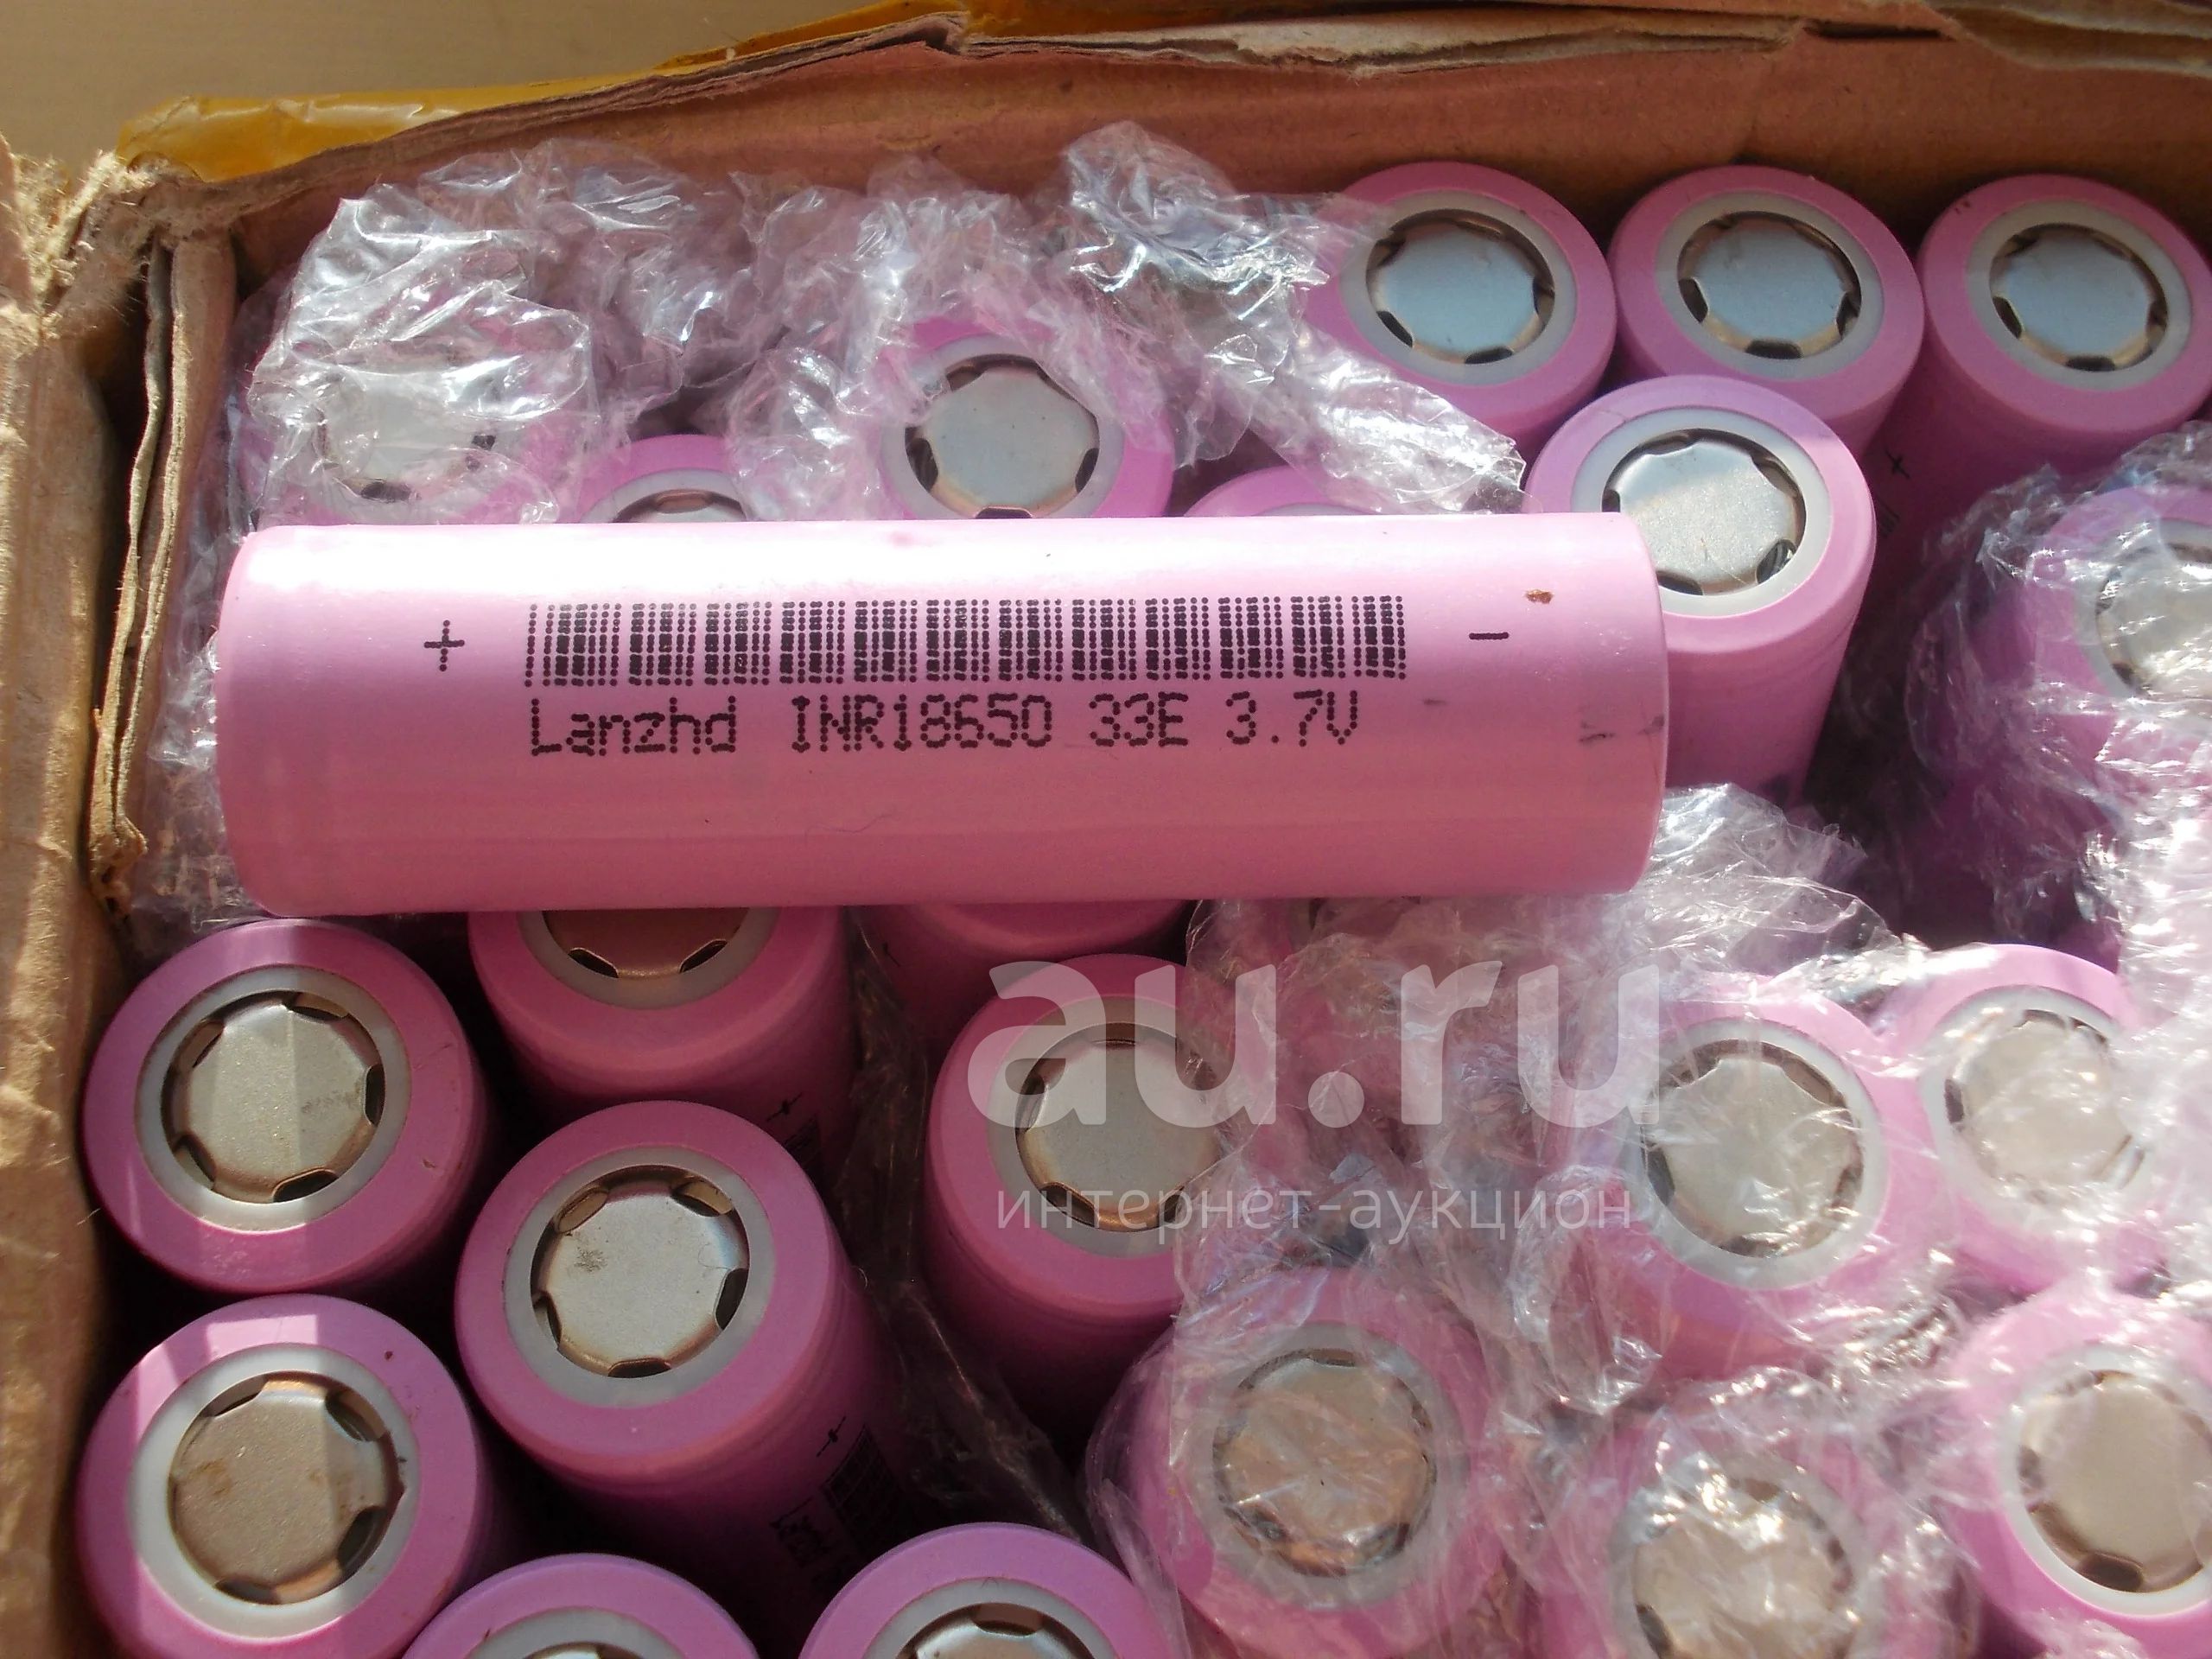 + -
Lanzhd INR18650 33E 3.7V
au.ru
интернет-аукцион